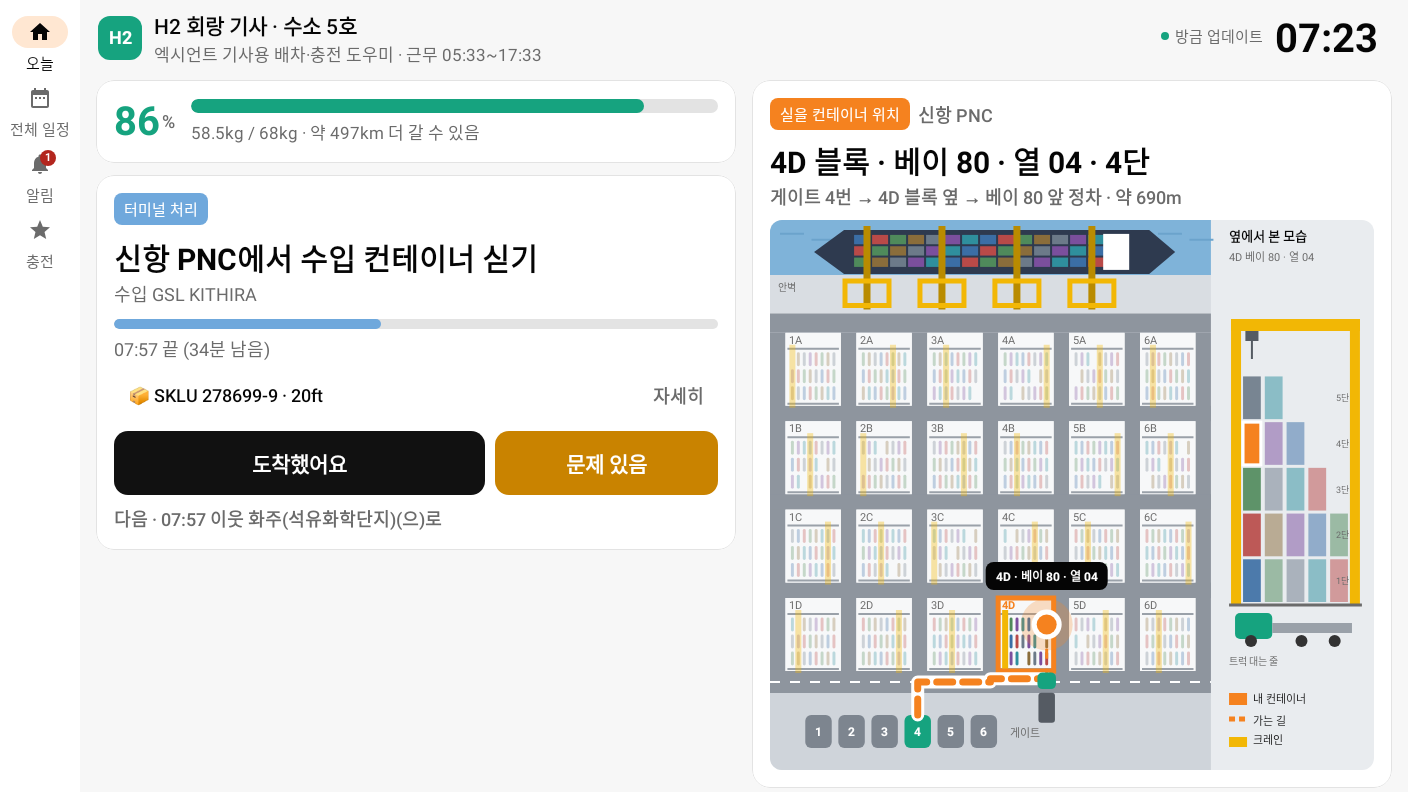 오늘
전체 일정
1
알림
충전
H2
H2 회랑 기사 · 수소 5호
엑시언트 기사용 배차·충전 도우미 · 근무 05:33~17:33
방금 업데이트
07:23
86%
58.5kg / 68kg · 약 497km 더 갈 수 있음
터미널 처리
신항 PNC에서 수입 컨테이너 싣기
수입 GSL KITHIRA
07:57 끝 (34분 남음)
📦 SKLU 278699-9 · 20ft
자세히
도착했어요
문제 있음
다음 · 07:57 이웃 화주(석유화학단지)(으)로
실을 컨테이너 위치
신항 PNC
4D 블록 · 베이 80 · 열 04 · 4단
게이트 4번 → 4D 블록 옆 → 베이 80 앞 정차 · 약 690m
안벽
1A 2A 3A 4A 5A 6A
1B 2B 3B 4B 5B 6B
1C 2C 3C 4C 5C 6C
4D · 베이 80 · 열 04
1D 2D 3D 4D 5D 6D
1 2 3 4 5 6 게이트
옆에서 본 모습
4D 베이 80 · 열 04
5단
4단
3단
2단
1단
트럭 대는 줄
내 컨테이너
가는 길
크레인